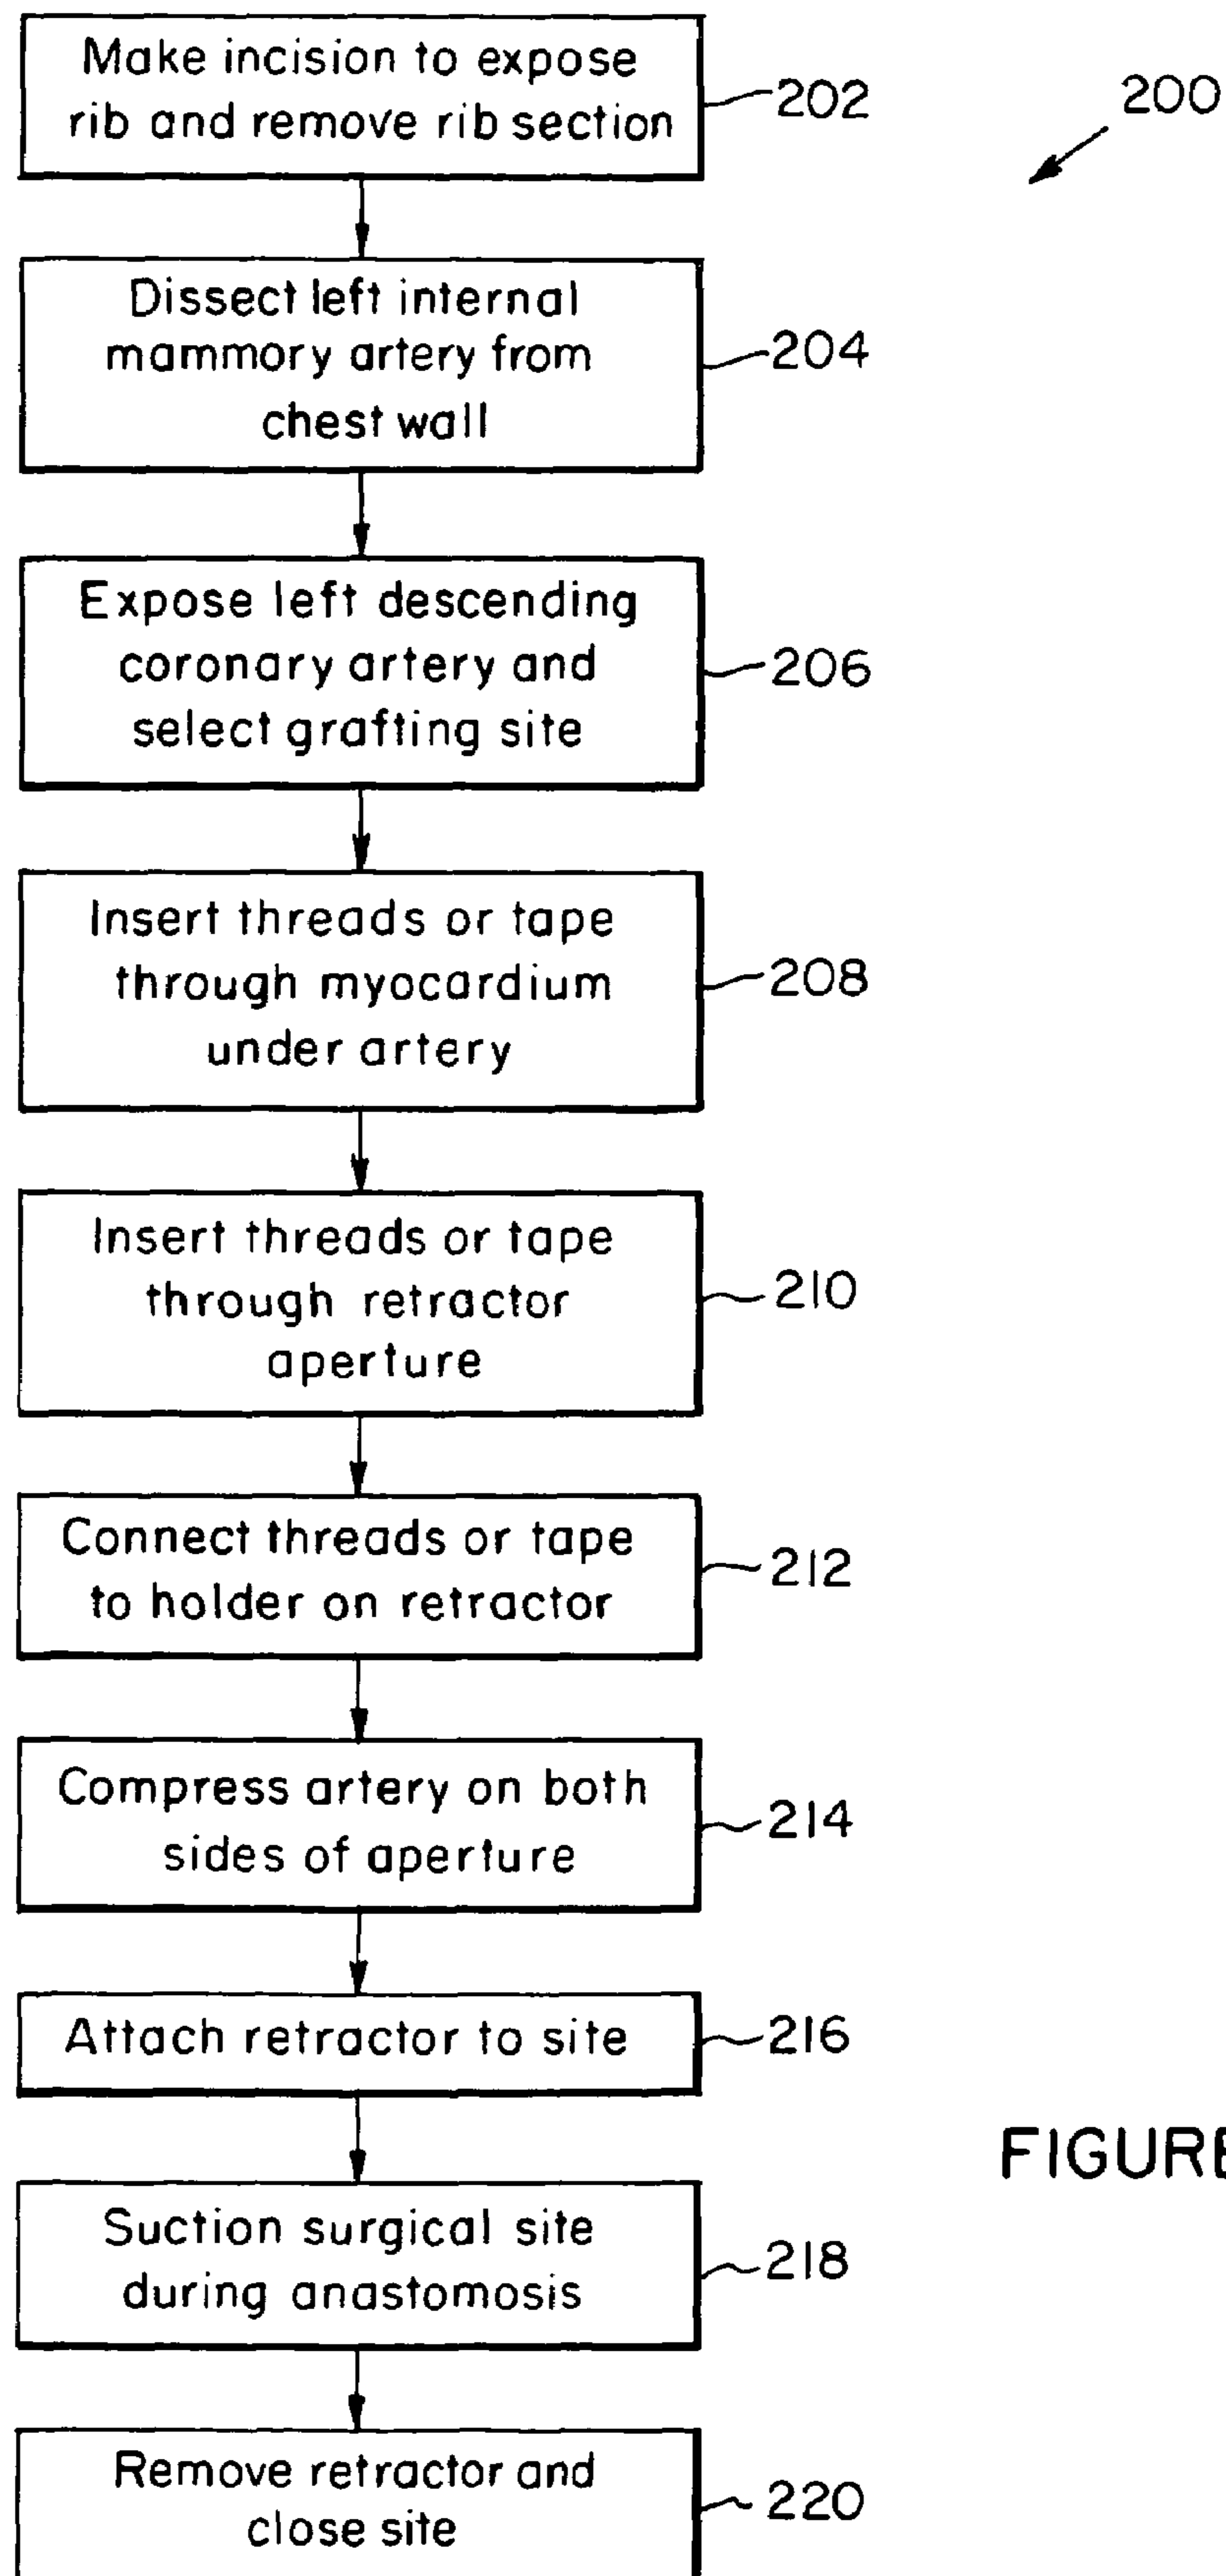 Make incision to expose
rib and remove rib section
202
200
Dissect left internal
mammory artery from
chest wall
204
Expose left descending
coronary artery and
select grafting site
206
Insert threads or tape
through myocardium
under artery
208
Insert threads or tape
through retractor
aperture
210
Connect threads or tape
to holder on retractor
212
Compress artery on both
sides of aperture
214
Attach retractor to site
216
FIGURE
Suction surgical site
during anastomosis
218
Remove retractor and
close site
220